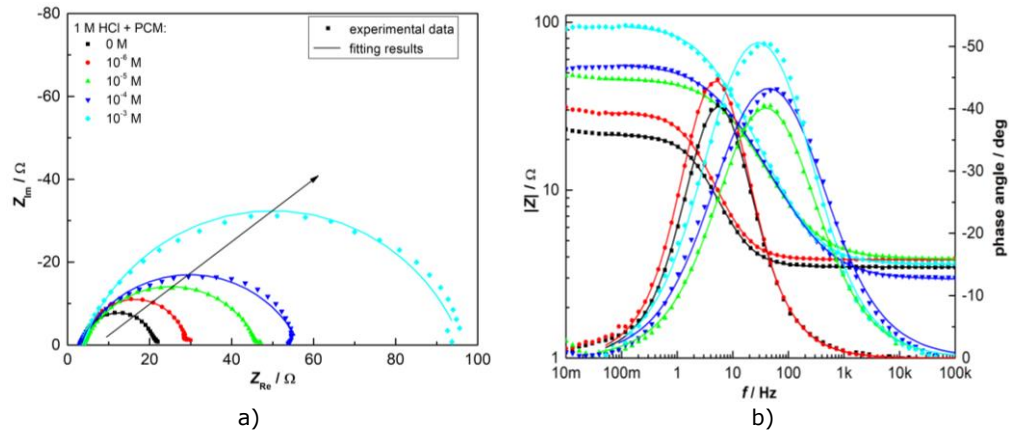 1 M HCl + PCM:
0 M
10⁻⁶ M
10⁻⁵ M
10⁻⁴ M
10⁻³ M
experimental data
fitting results
-80
-60
-40
-20
0
Z_Im / Ω
0 20 40 60 80 100
Z_Re / Ω
a)
100
10
1
|Z| / Ω
-50
-40
-30
-20
-10
0
phase angle / deg
10m 100m 1 10 100 1k 10k 100k
f / Hz
b)